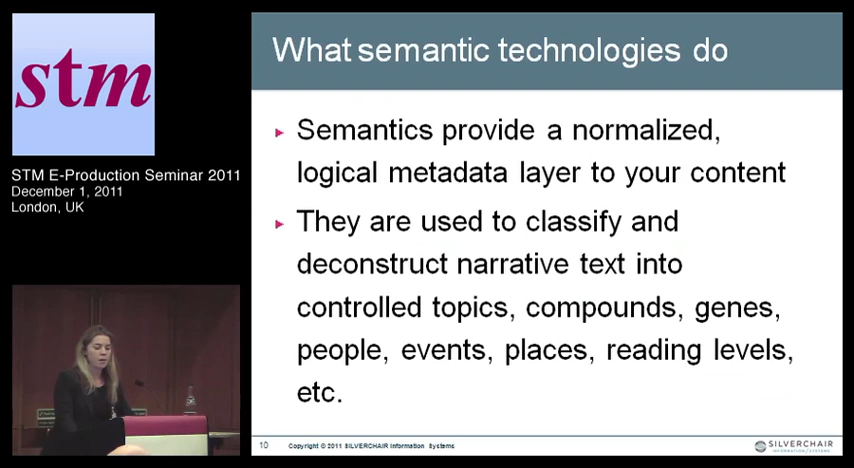 stm
STM E-Production Seminar 2011
December 1, 2011
London, UK
What semantic technologies do
Semantics provide a normalized,
logical metadata layer to your content
They are used to classify and
deconstruct narrative text into
controlled topics, compounds, genes,
people, events, places, reading levels,
etc.
10 Copyright © 2011 SILVERCHAIR Information Systems
SILVERCHAIR
INFORMATION SYSTEMS